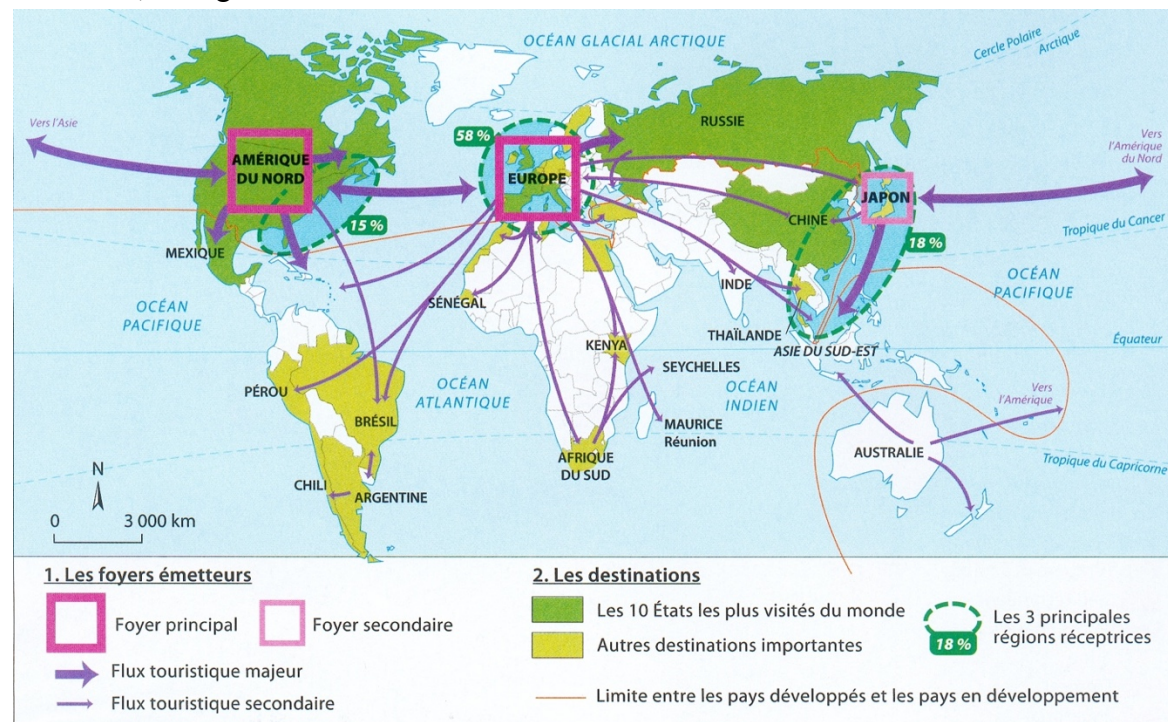 OCÉAN GLACIAL ARCTIQUE
Cercle Polaire
Arctique
Vers l'Asie
AMÉRIQUE
DU NORD
58 %
EUROPE
RUSSIE
Vers
l'Amérique
du Nord
JAPON
CHINE
15 %
18 %
Tropique du Cancer
MEXIQUE
OCÉAN
PACIFIQUE
SÉNÉGAL
INDE
THAÏLANDE
ASIE DU SUD-EST
OCÉAN
PACIFIQUE
Équateur
KENYA
SEYCHELLES
PÉROU
OCÉAN
ATLANTIQUE
OCÉAN
INDIEN
Vers
l'Amérique
BRÉSIL
MAURICE
Réunion
AUSTRALIE
AFRIQUE
DU SUD
Tropique du Capricorne
N
CHILI
ARGENTINE
0 3 000 km
1. Les foyers émetteurs
Foyer principal
Foyer secondaire
Flux touristique majeur
Flux touristique secondaire
2. Les destinations
Les 10 États les plus visités du monde
Autres destinations importantes
18 %
Les 3 principales
régions réceptrices
Limite entre les pays développés et les pays en développement